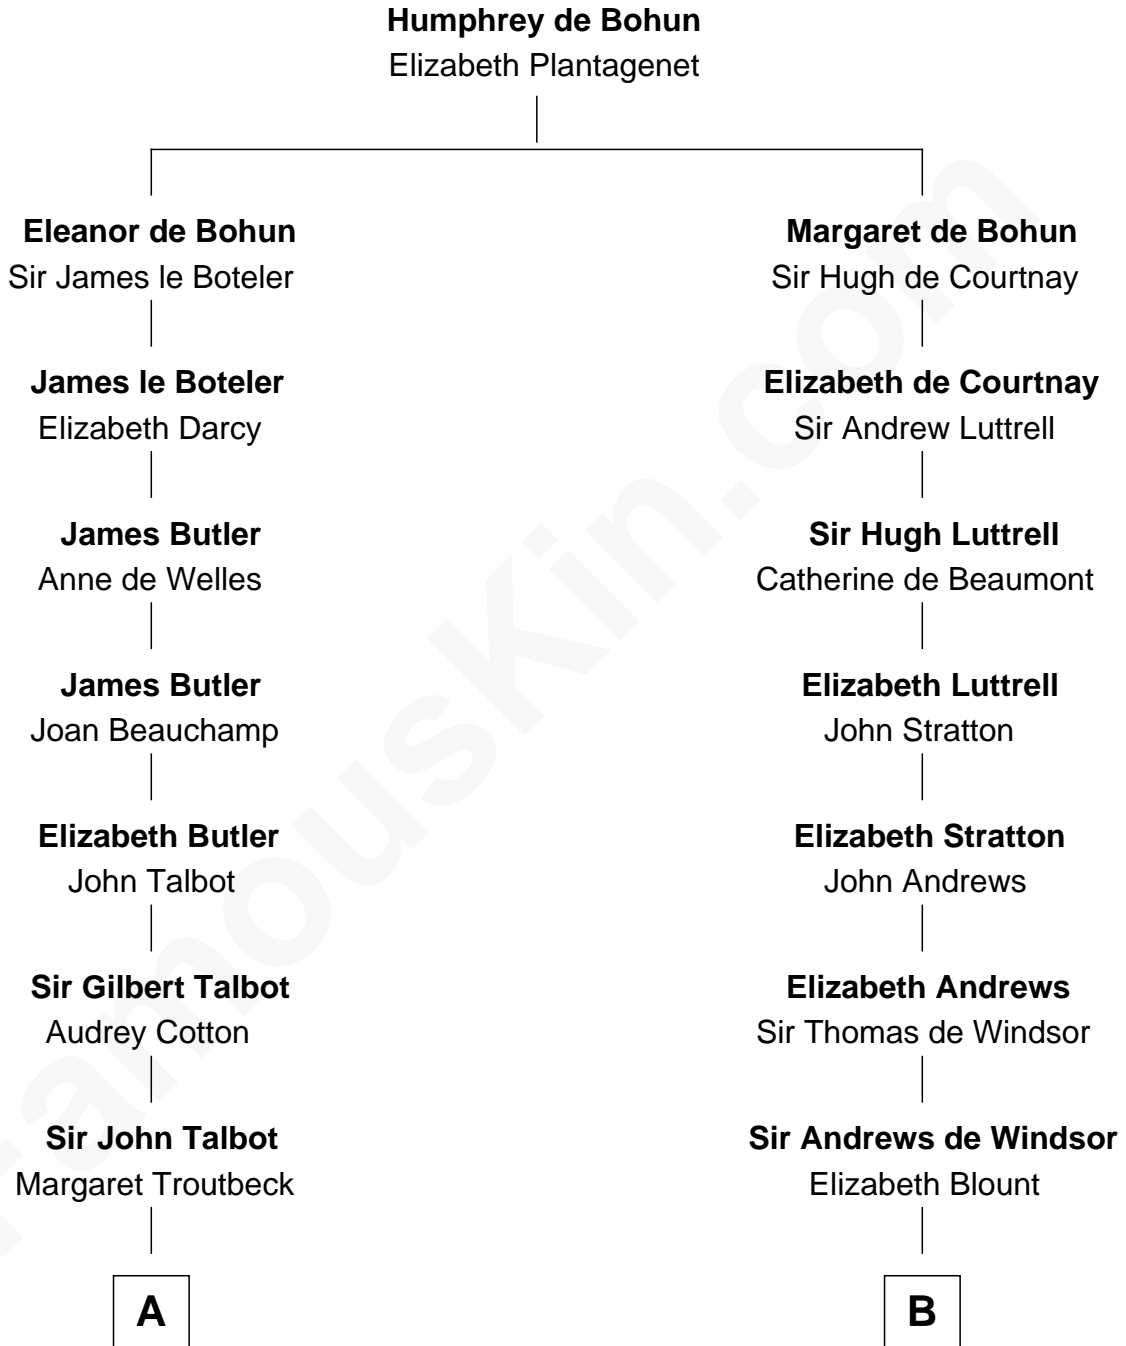 Humphrey de Bohun
Elizabeth Plantagenet
Eleanor de Bohun
Sir James le Boteler
Margaret de Bohun
Sir Hugh de Courtnay
James le Boteler
Elizabeth Darcy
Elizabeth de Courtnay
Sir Andrew Luttrell
James Butler
Anne de Welles
Sir Hugh Luttrell
Catherine de Beaumont
James Butler
Joan Beauchamp
Elizabeth Luttrell
John Stratton
Elizabeth Butler
John Talbot
Elizabeth Stratton
John Andrews
Sir Gilbert Talbot
Audrey Cotton
Elizabeth Andrews
Sir Thomas de Windsor
Sir John Talbot
Margaret Troutbeck
Sir Andrews de Windsor
Elizabeth Blount
A
B
FamousKin.com